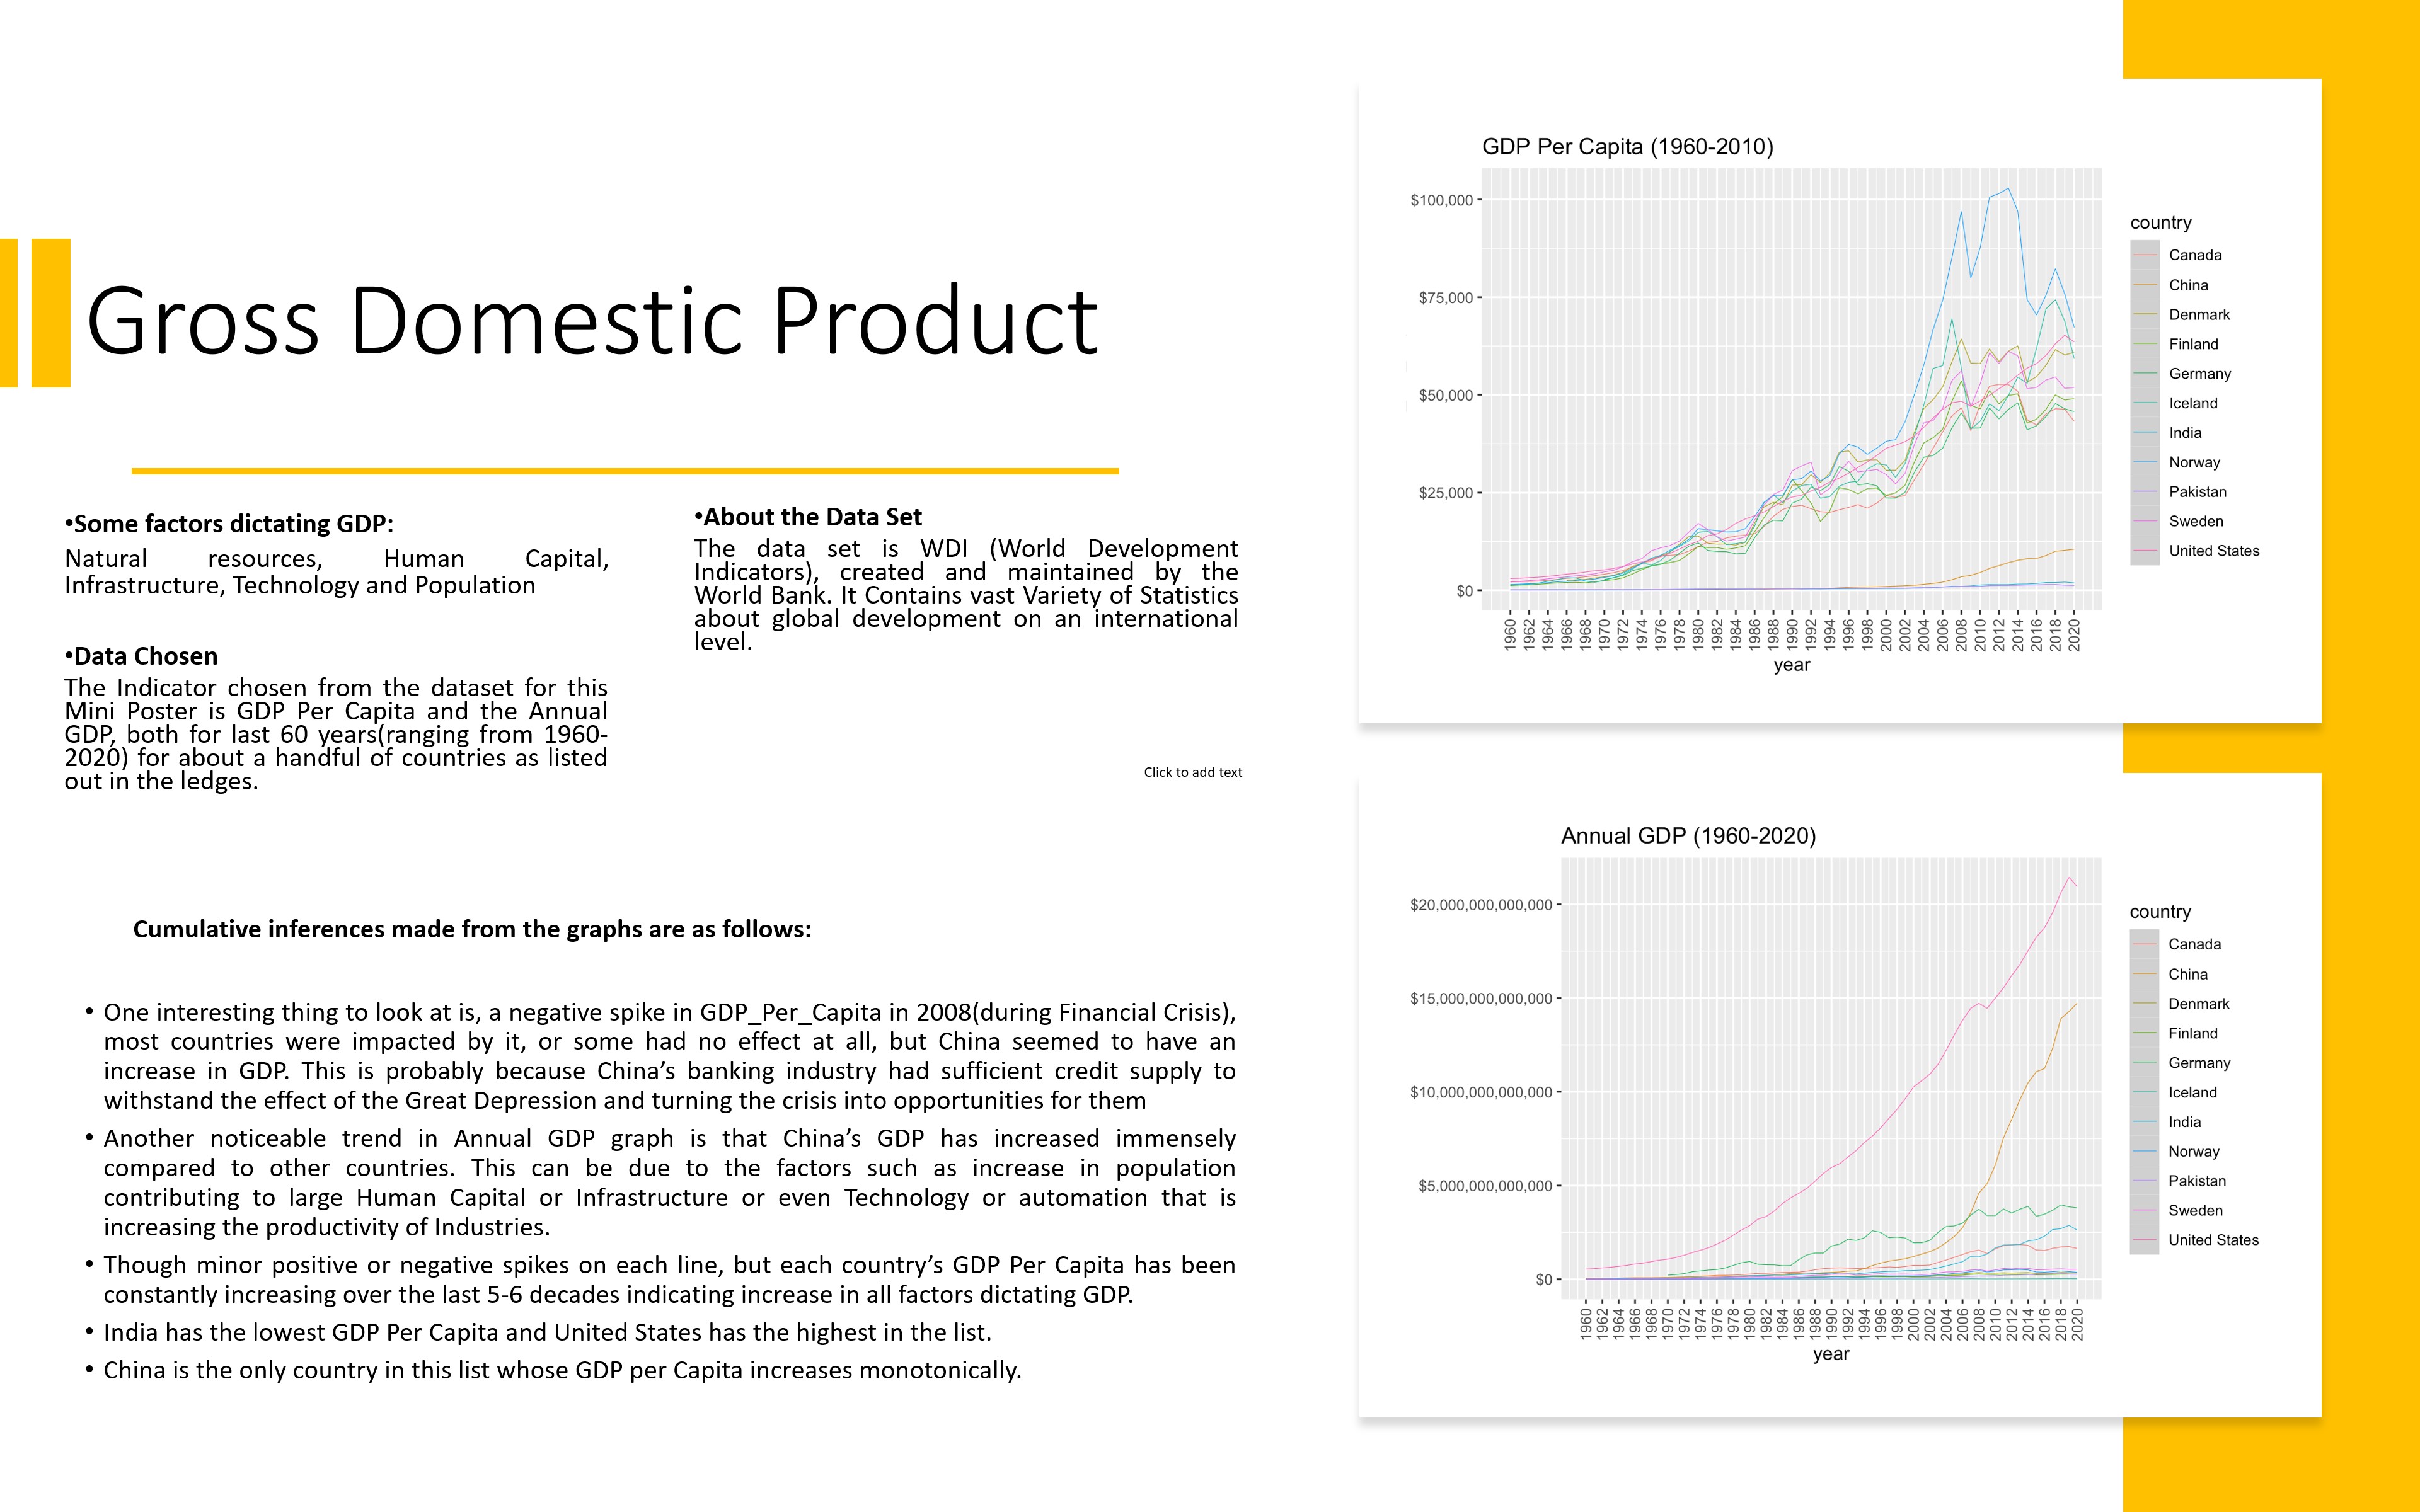 Gross Domestic Product
•Some factors dictating GDP:
Natural resources, Human Capital,
Infrastructure, Technology and Population
•Data Chosen
The Indicator chosen from the dataset for this
Mini Poster is GDP Per Capita and the Annual
GDP, both for last 60 years(ranging from 1960-
2020) for about a handful of countries as listed
out in the ledges.
•About the Data Set
The data set is WDI (World Development
Indicators), created and maintained by the
World Bank. It Contains vast Variety of Statistics
about global development on an international
level.
Click to add text
Cumulative inferences made from the graphs are as follows:
• One interesting thing to look at is, a negative spike in GDP_Per_Capita in 2008(during Financial Crisis),
most countries were impacted by it, or some had no effect at all, but China seemed to have an
increase in GDP. This is probably because China’s banking industry had sufficient credit supply to
withstand the effect of the Great Depression and turning the crisis into opportunities for them
• Another noticeable trend in Annual GDP graph is that China’s GDP has increased immensely
compared to other countries. This can be due to the factors such as increase in population
contributing to large Human Capital or Infrastructure or even Technology or automation that is
increasing the productivity of Industries.
• Though minor positive or negative spikes on each line, but each country’s GDP Per Capita has been
constantly increasing over the last 5-6 decades indicating increase in all factors dictating GDP.
• India has the lowest GDP Per Capita and United States has the highest in the list.
• China is the only country in this list whose GDP per Capita increases monotonically.
GDP Per Capita (1960-2010)
$100,000
$75,000
$50,000
$25,000
$0
1960 1962 1964 1966 1968 1970 1972 1974 1976 1978 1980 1982 1984 1986 1988 1990 1992 1994 1996 1998 2000 2002 2004 2006 2008 2010 2012 2014 2016 2018 2020
year
country
Canada
China
Denmark
Finland
Germany
Iceland
India
Norway
Pakistan
Sweden
United States
Annual GDP (1960-2020)
$20,000,000,000,000
$15,000,000,000,000
$10,000,000,000,000
$5,000,000,000,000
$0
1960 1962 1964 1966 1968 1970 1972 1974 1976 1978 1980 1982 1984 1986 1988 1990 1992 1994 1996 1998 2000 2002 2004 2006 2008 2010 2012 2014 2016 2018 2020
year
country
Canada
China
Denmark
Finland
Germany
Iceland
India
Norway
Pakistan
Sweden
United States